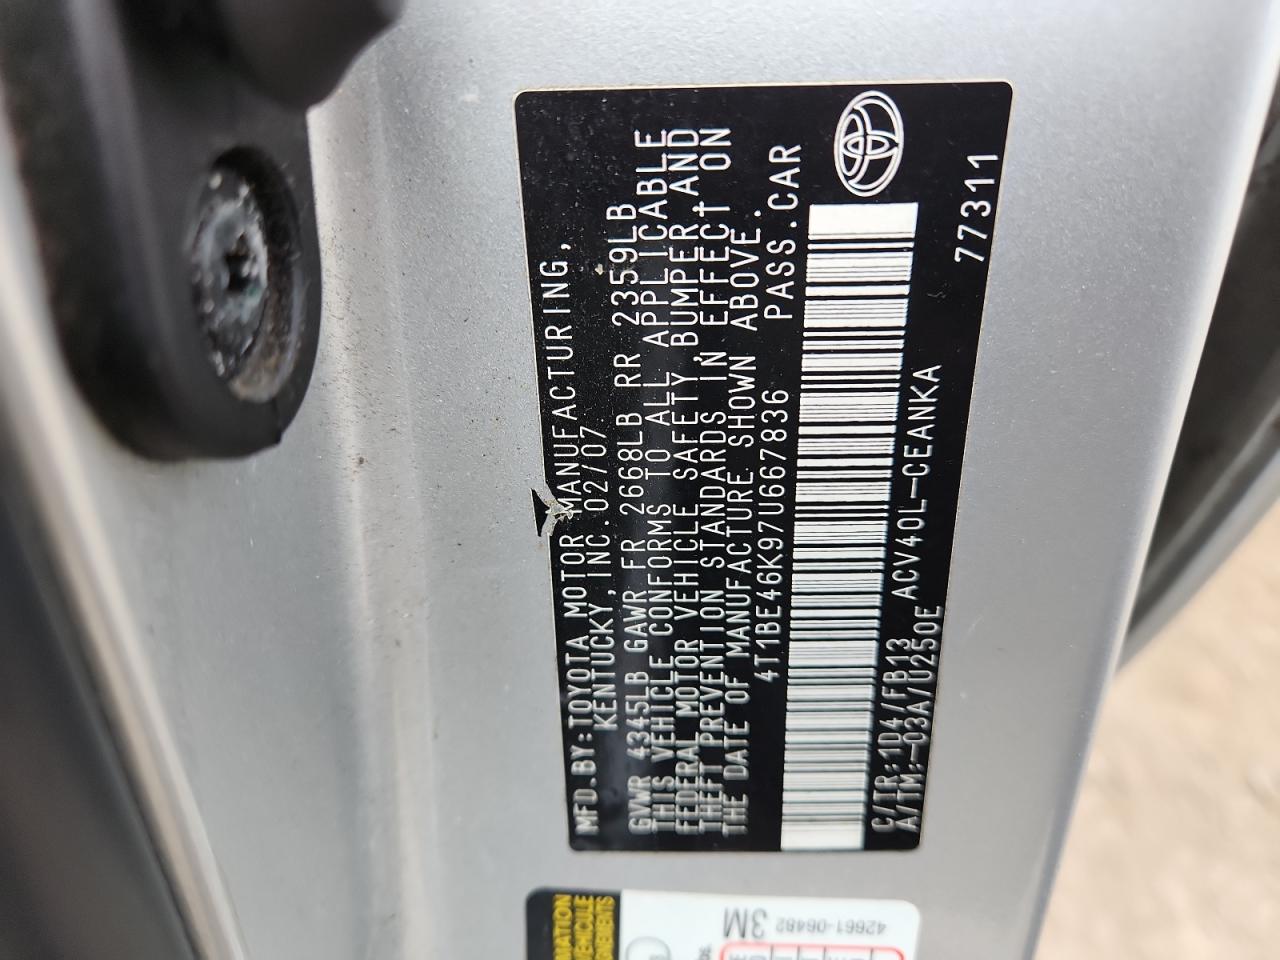 MFD.BY:TOYOTA MOTOR MANUFACTURING,
KENTUCKY,INC.02/07
GVWR 4345LB GAWR FR 2668LB RR 2359LB
THIS VEHICLE CONFORMS TO ALL APPLICABLE
FEDERAL MOTOR VEHICLE SAFETY,BUMPER,AND
THEFT PREVENTION STANDARDS IN EFFECT ON
THE DATE OF MANUFACTURE SHOWN ABOVE.
4T1BE46K97U667836 PASS.CAR
C/TR:1D4/FB13 ACV40L-CEANKA
A/TM:-03A/U250E
77311
3M
42661-06482